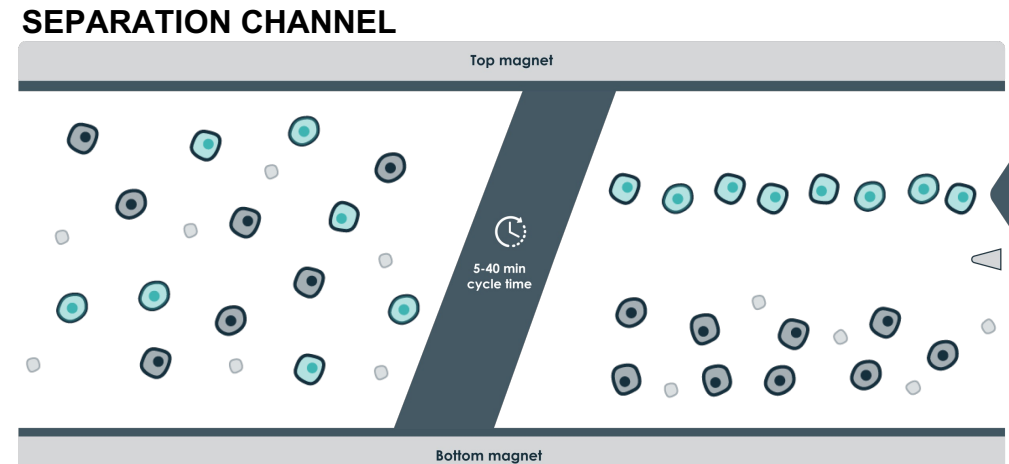 SEPARATION CHANNEL
Top magnet
5-40 min
cycle time
Bottom magnet